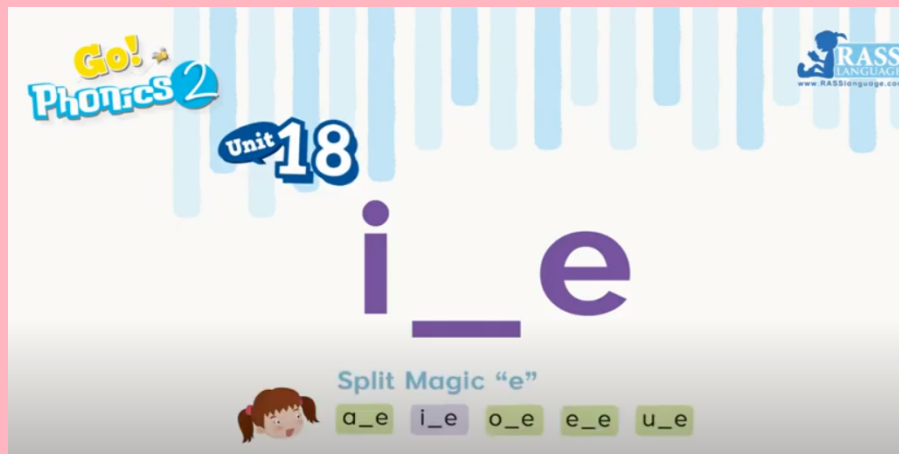 Go!
Phonics 2
RASS
LANGUAGE
www.RASSlanguage.com
Unit 18
i_e
Split Magic “e”
a_e i_e o_e e_e u_e